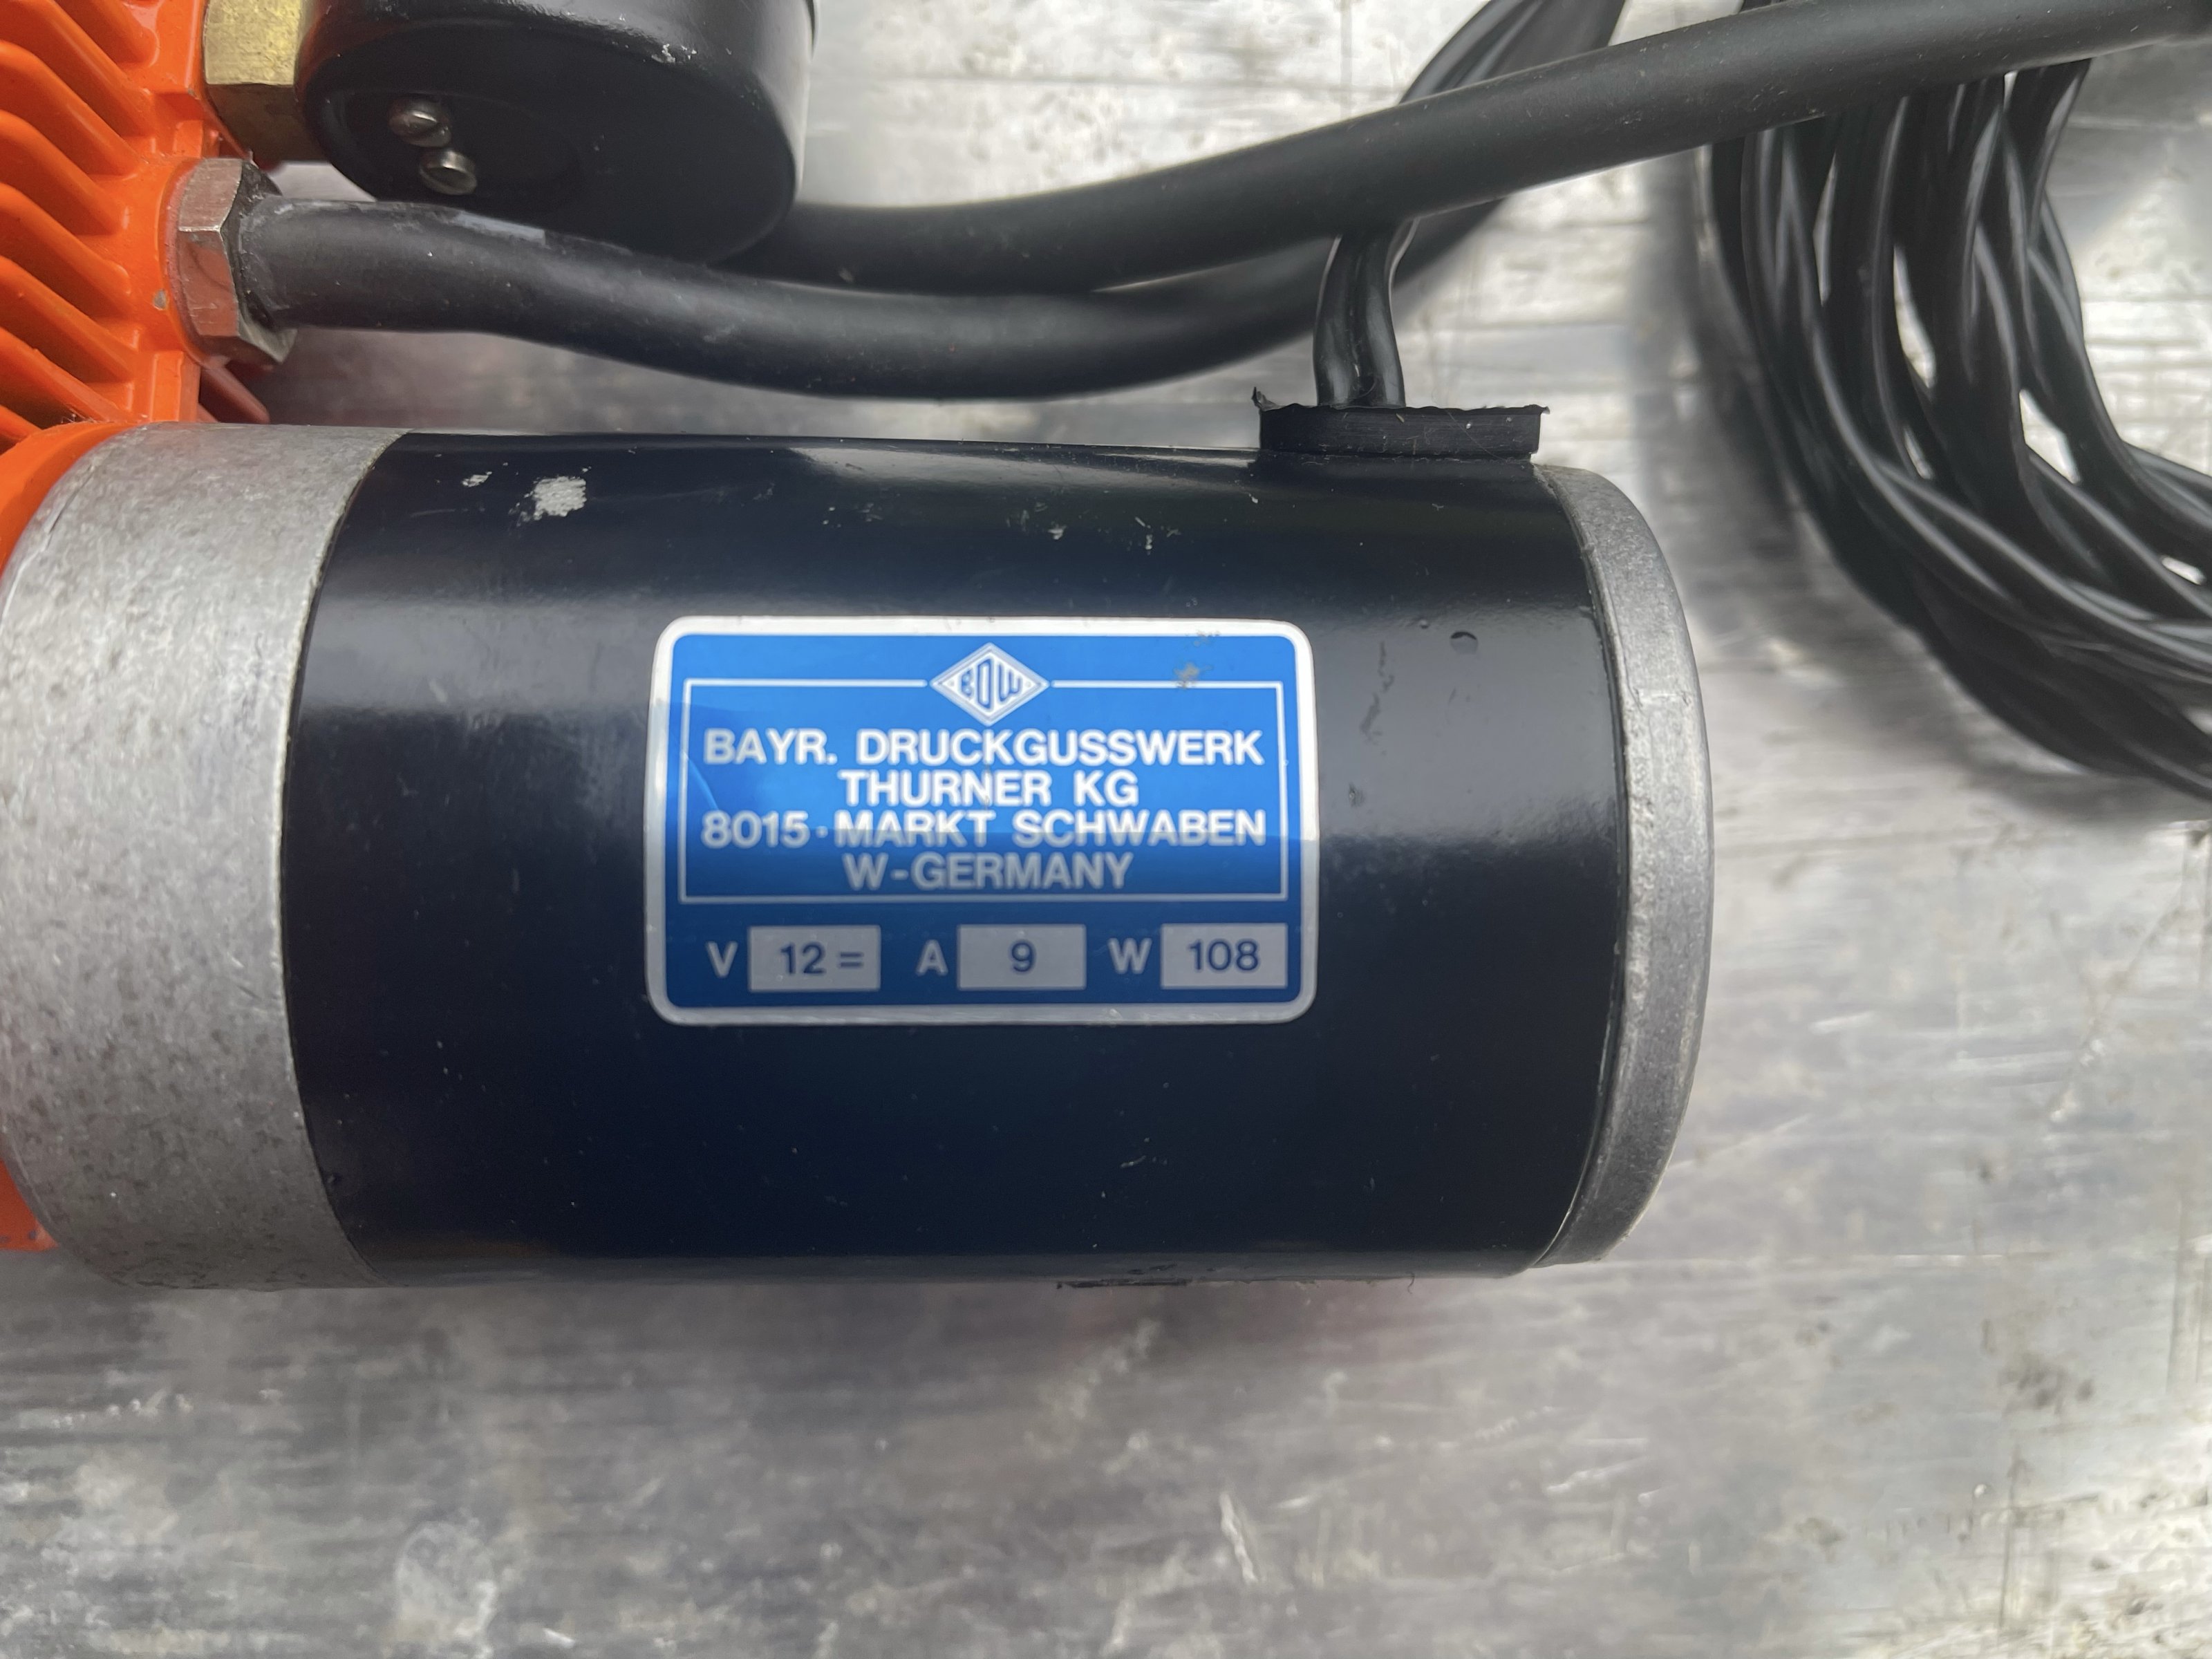 BDW
BAYR. DRUCKGUSSWERK
THURNER KG
8015 · MARKT SCHWABEN
W-GERMANY
V 12= A 9 W 108